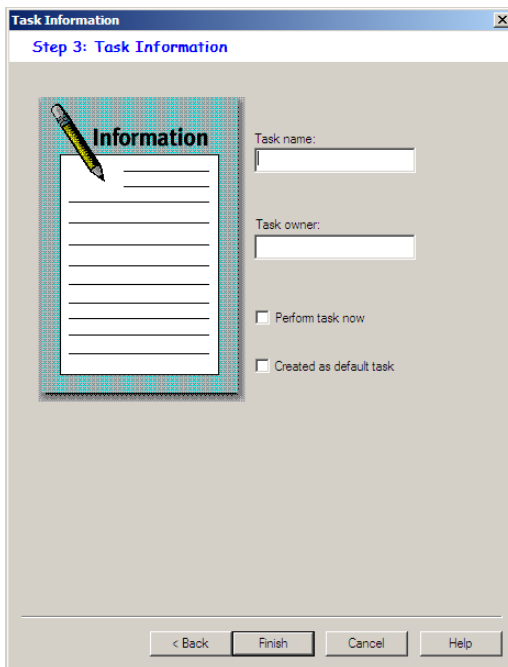 Task Information
Step 3: Task Information
Information
Task name:
Task owner:
Perform task now
Created as default task
< Back
Finish
Cancel
Help